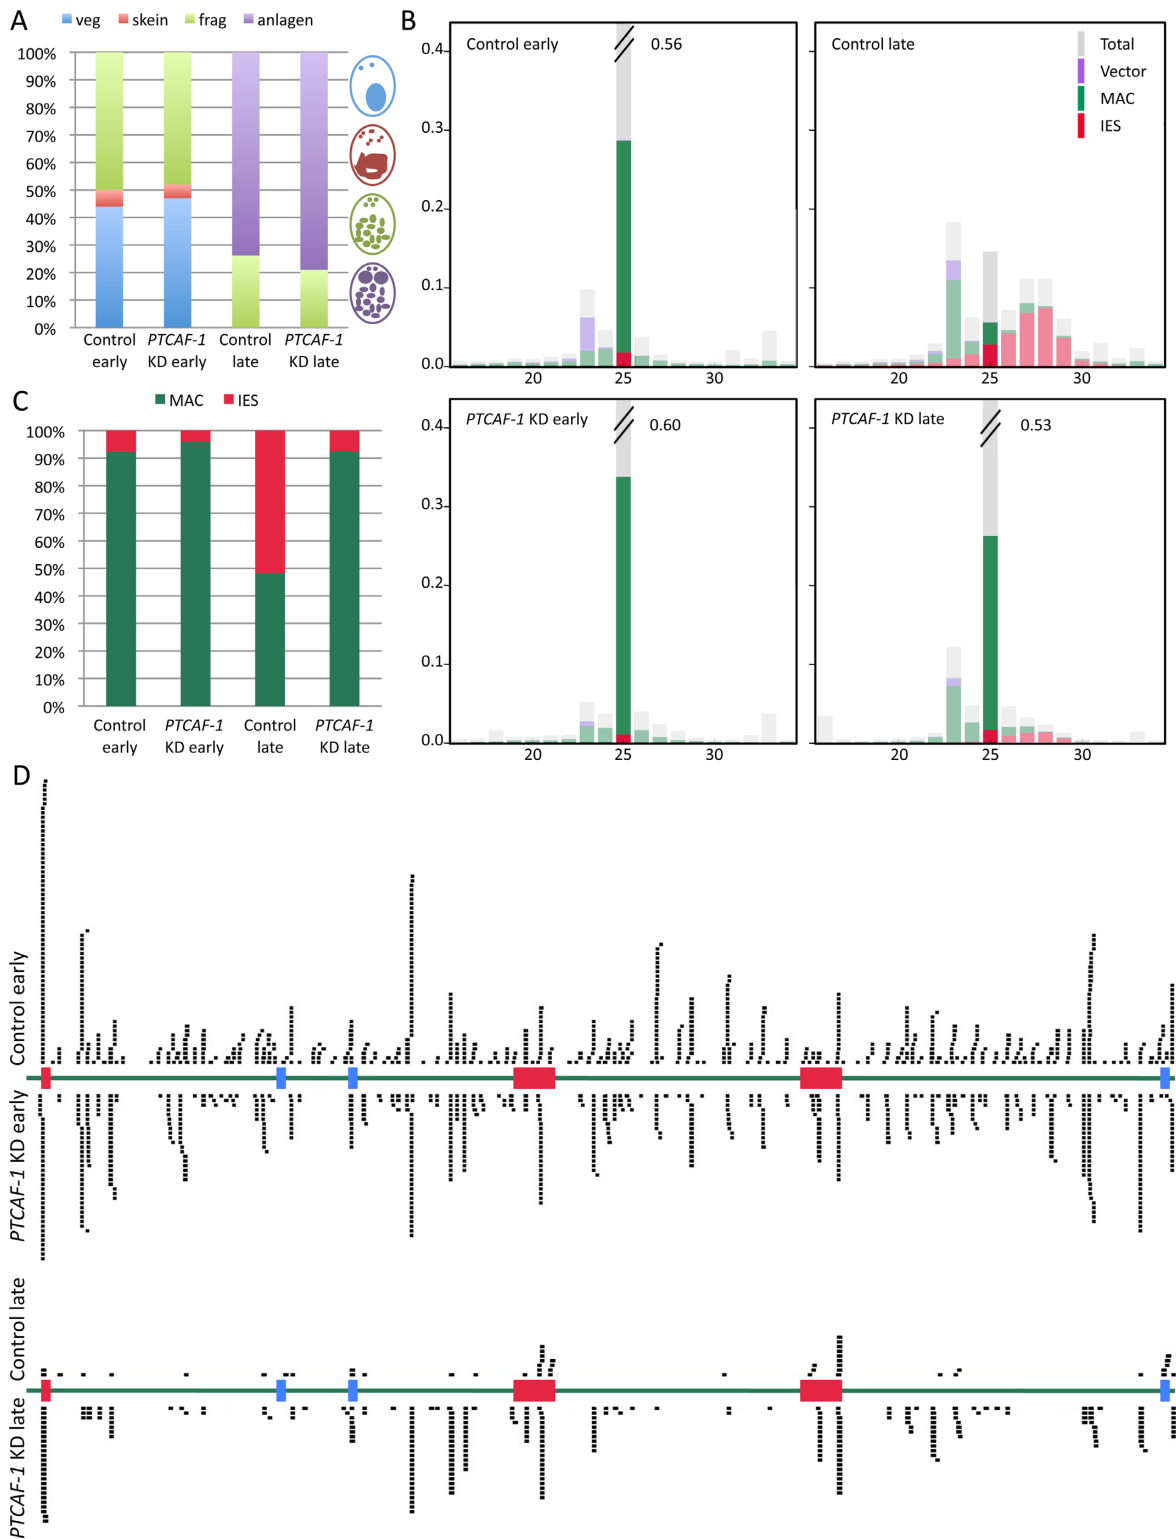 A
veg skein frag anlagen
100%
90%
80%
70%
60%
50%
40%
30%
20%
10%
0%
Control early
PTCAF-1 KD early
Control late
PTCAF-1 KD late
B
Control early
0.56
0.4
0.3
0.2
0.1
0.0
20 25 30
Control late
Total
Vector
MAC
IES
20 25 30
PTCAF-1 KD early
0.60
0.4
0.3
0.2
0.1
0.0
20 25 30
PTCAF-1 KD late
0.53
20 25 30
C
MAC IES
100%
90%
80%
70%
60%
50%
40%
30%
20%
10%
0%
Control early
PTCAF-1 KD early
Control late
PTCAF-1 KD late
D
Control early
PTCAF-1 KD early
Control late
PTCAF-1 KD late